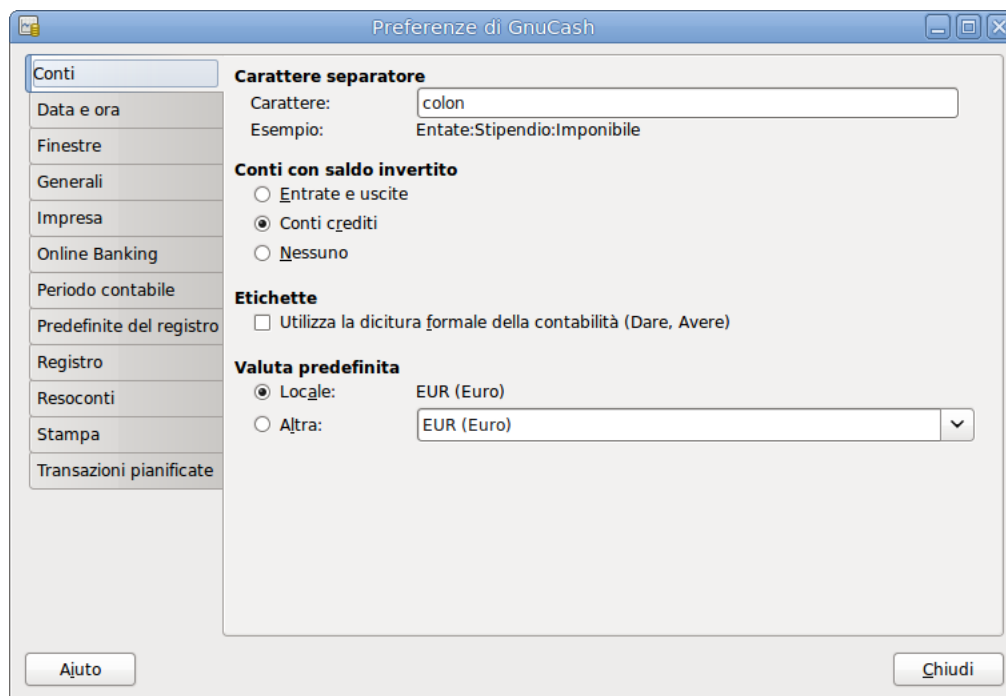 Preferenze di GnuCash
Conti
Data e ora
Finestre
Generali
Impresa
Online Banking
Periodo contabile
Predefinite del registro
Registro
Resoconti
Stampa
Transazioni pianificate
Carattere separatore
Carattere: colon
Esempio: Entate:Stipendio:Imponibile
Conti con saldo invertito
Entrate e uscite
Conti crediti
Nessuno
Etichette
Utilizza la dicitura formale della contabilità (Dare, Avere)
Valuta predefinita
Locale: EUR (Euro)
Altra: EUR (Euro)
Aiuto
Chiudi